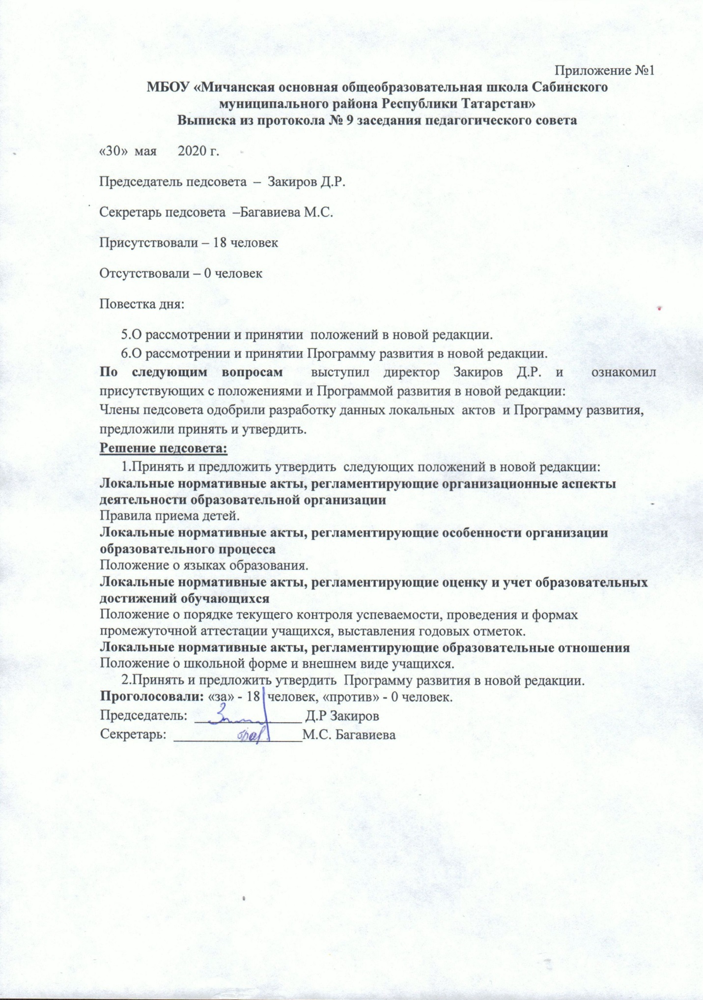 Приложение №1
МБОУ «Мичанская основная общеобразовательная школа Сабинского
муниципального района Республики Татарстан»
Выписка из протокола № 9 заседания педагогического совета
«30» мая 2020 г.
Председатель педсовета – Закиров Д.Р.
Секретарь педсовета –Багавиева М.С.
Присутствовали – 18 человек
Отсутствовали – 0 человек
Повестка дня:
5.О рассмотрении и принятии положений в новой редакции.
6.О рассмотрении и принятии Программу развития в новой редакции.
По следующим вопросам выступил директор Закиров Д.Р. и ознакомил
присутствующих с положениями и Программой развития в новой редакции:
Члены педсовета одобрили разработку данных локальных актов и Программу развития,
предложили принять и утвердить.
Решение педсовета:
1.Принять и предложить утвердить следующих положений в новой редакции:
Локальные нормативные акты, регламентирующие организационные аспекты
деятельности образовательной организации
Правила приема детей.
Локальные нормативные акты, регламентирующие особенности организации
образовательного процесса
Положение о языках образования.
Локальные нормативные акты, регламентирующие оценку и учет образовательных
достижений обучающихся
Положение о порядке текущего контроля успеваемости, проведения и формах
промежуточной аттестации учащихся, выставления годовых отметок.
Локальные нормативные акты, регламентирующие образовательные отношения
Положение о школьной форме и внешнем виде учащихся.
2.Принять и предложить утвердить Программу развития в новой редакции.
Проголосовали: «за» - 18 человек, «против» - 0 человек.
Председатель: _______________ Д.Р Закиров
Секретарь: __________________М.С. Багавиева